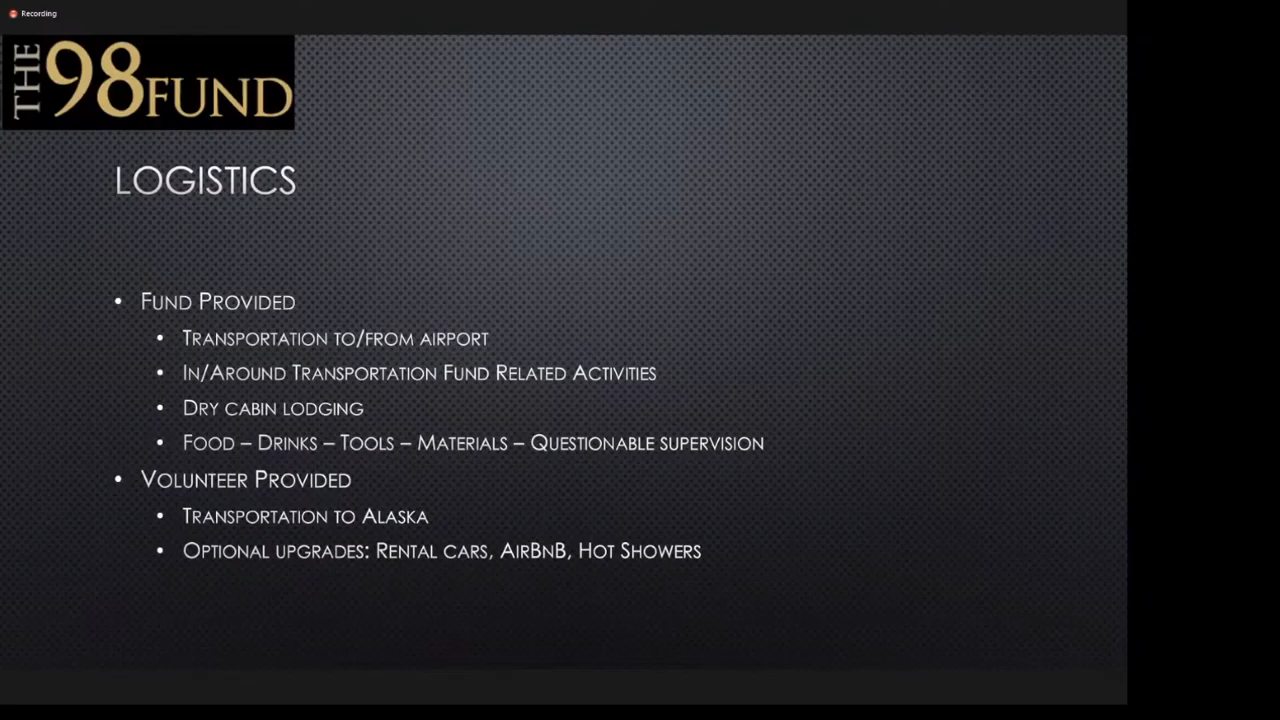 Recording
THE 98 FUND
LOGISTICS
• FUND PROVIDED
• TRANSPORTATION TO/FROM AIRPORT
• IN/AROUND TRANSPORTATION FUND RELATED ACTIVITIES
• DRY CABIN LODGING
• FOOD – DRINKS – TOOLS – MATERIALS – QUESTIONABLE SUPERVISION
• VOLUNTEER PROVIDED
• TRANSPORTATION TO ALASKA
• OPTIONAL UPGRADES: RENTAL CARS, AIRBNB, HOT SHOWERS